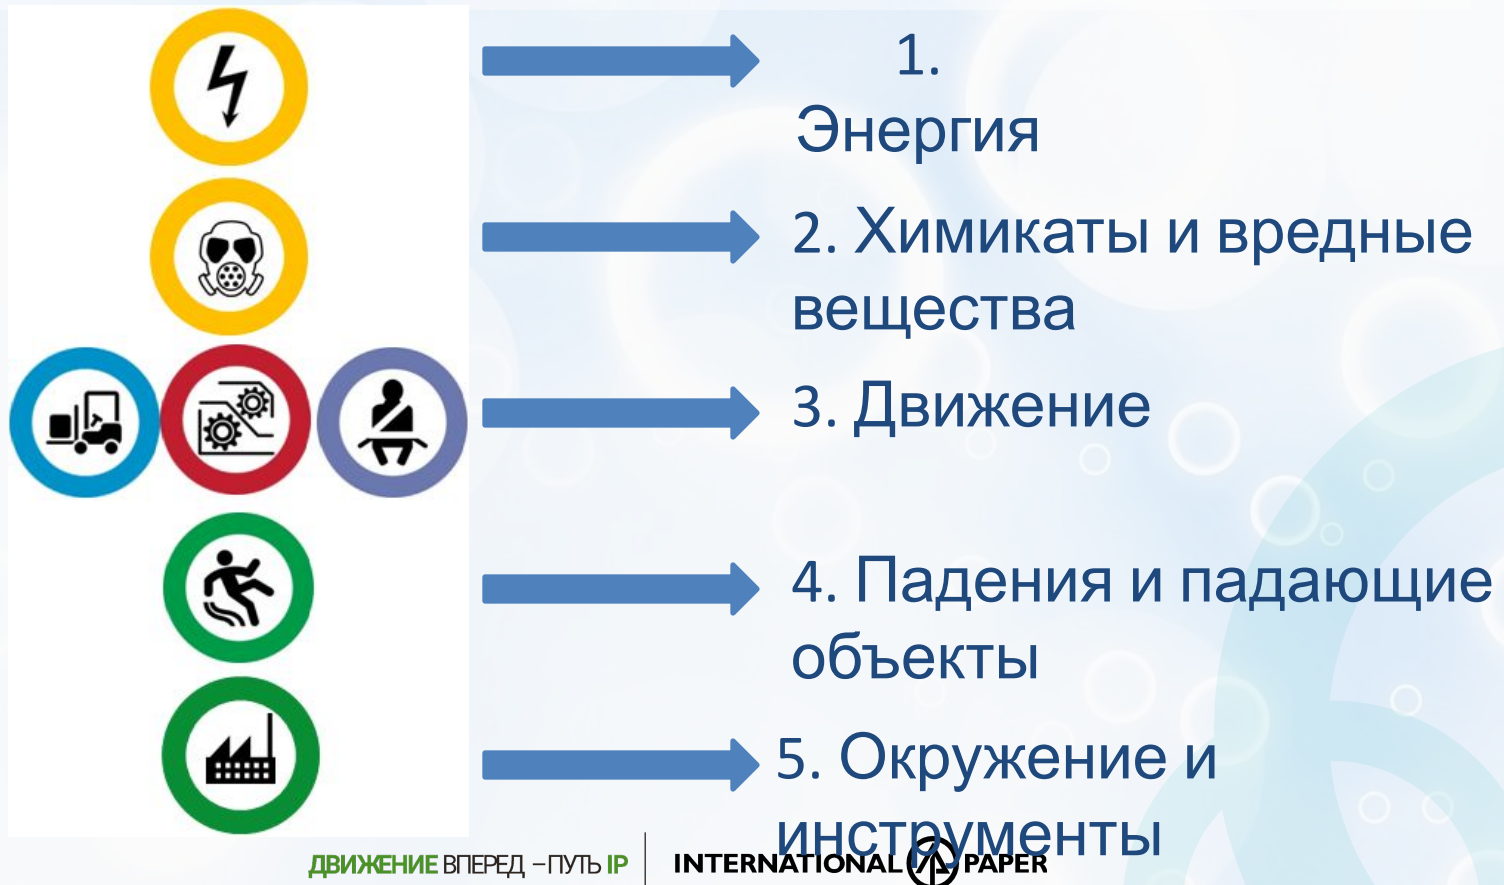 1.
Энергия
2. Химикаты и вредные
вещества
3. Движение
4. Падения и падающие
объекты
5. Окружение и
инструменты
ДВИЖЕНИЕ ВПЕРЕД – ПУТЬ IP
INTERNATIONAL PAPER